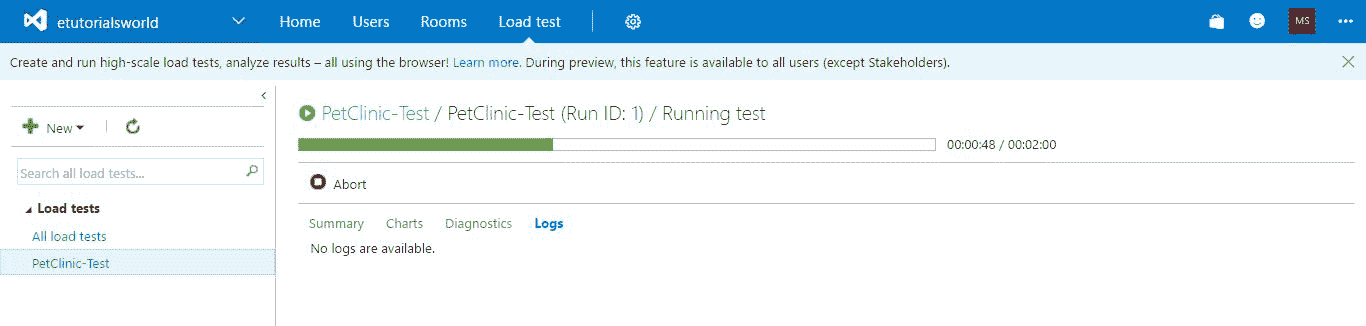 etutorialsworld Home Users Rooms Load test MS
Create and run high-scale load tests, analyze results – all using the browser! Learn more. During preview, this feature is available to all users (except Stakeholders).
New
Search all load tests...
Load tests
All load tests
PetClinic-Test
PetClinic-Test / PetClinic-Test (Run ID: 1) / Running test
00:00:48 / 00:02:00
Abort
Summary Charts Diagnostics Logs
No logs are available.